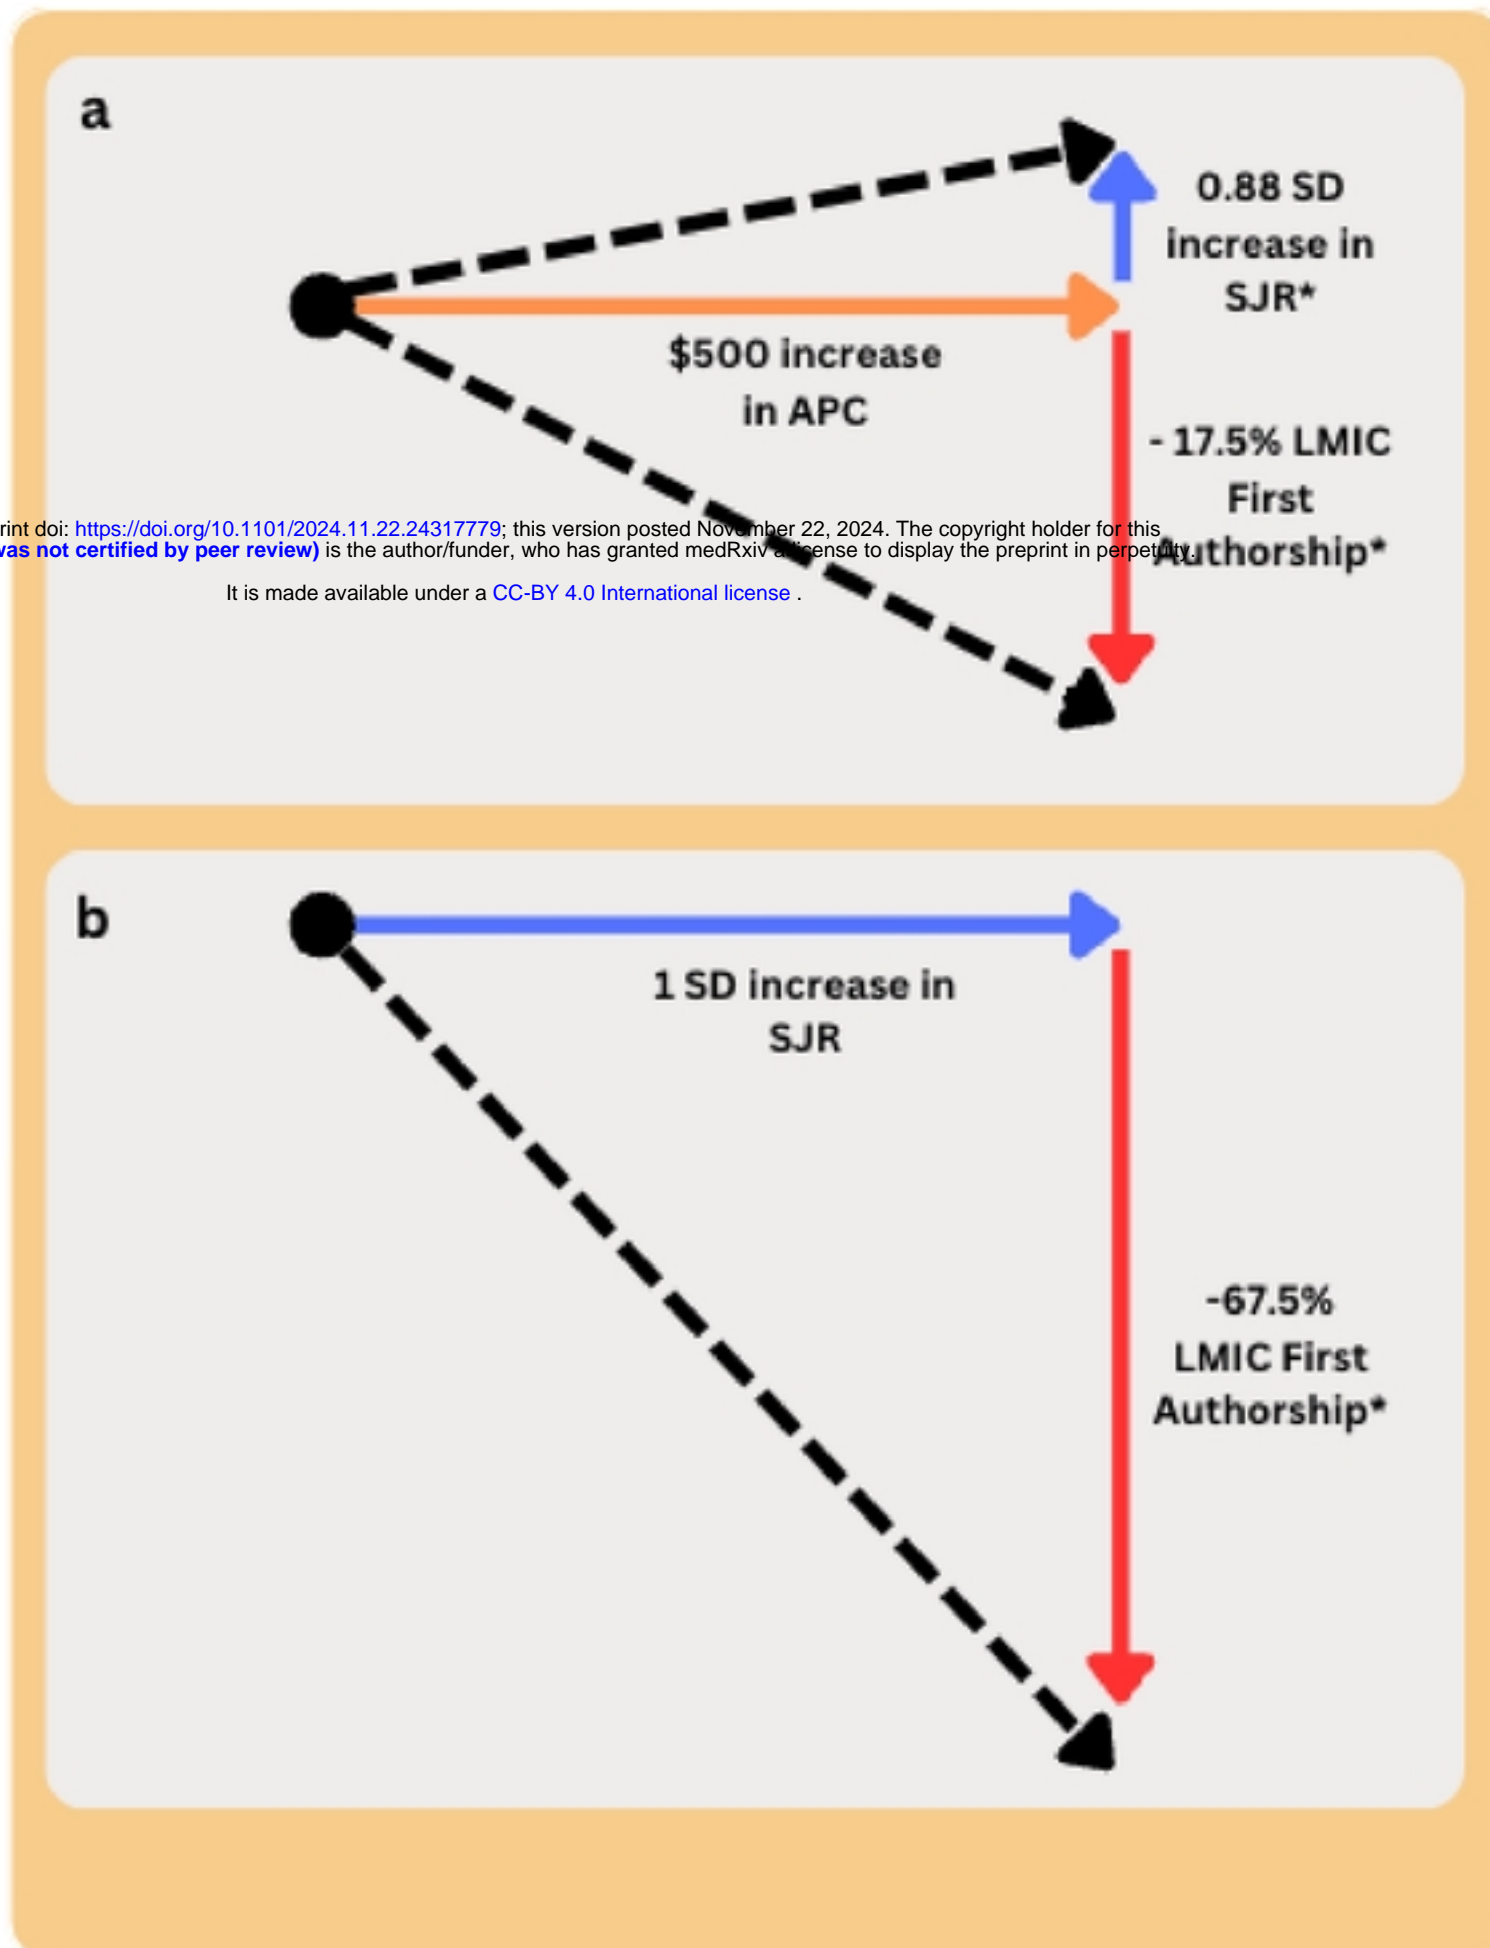 a
0.88 SD
increase in
SJR*
$500 increase
in APC
- 17.5% LMIC
First
Authorship*
rint doi: https://doi.org/10.1101/2024.11.22.24317779; this version posted November 22, 2024. The copyright holder for this
was not certified by peer review) is the author/funder, who has granted medRxiv a license to display the preprint in perpetuity.
It is made available under a CC-BY 4.0 International license .
b
1 SD increase in
SJR
-67.5%
LMIC First
Authorship*